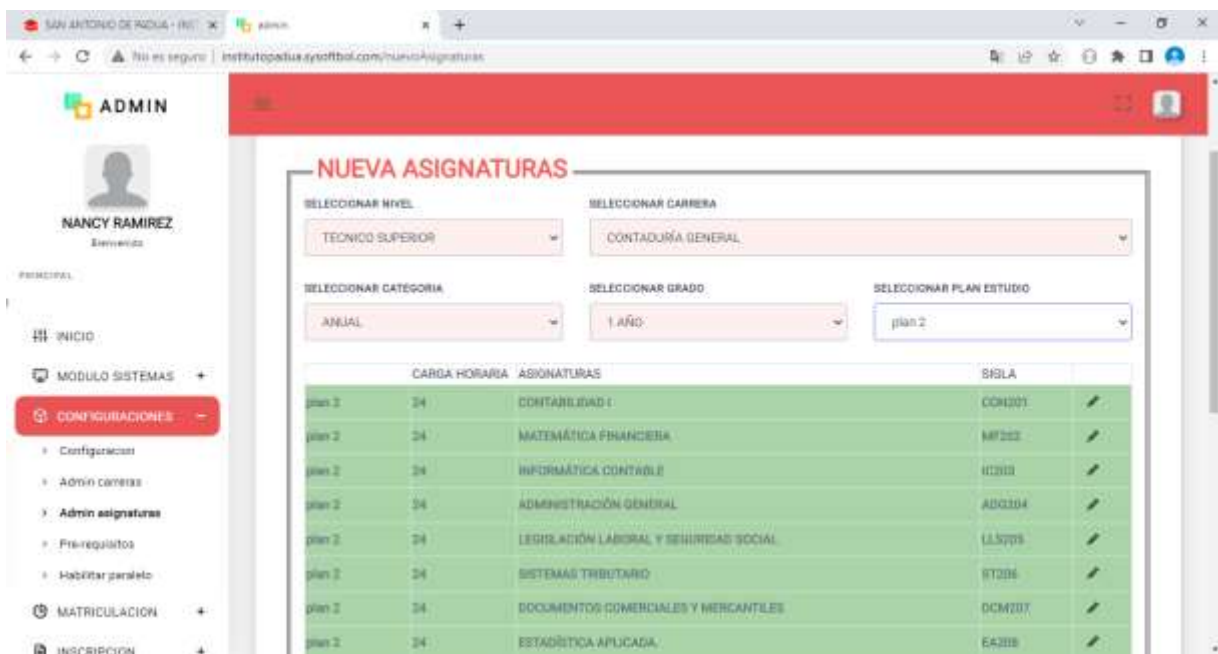 SAN ANTONIO DE PADUA - INST
Admin
No es seguro | institutopadua.sysoftbol.com/nuevoAsignaturas
ADMIN
NANCY RAMIREZ
Bienvenido
PRINCIPAL
INICIO
MODULO SISTEMAS +
CONFIGURACIONES −
Configuracion
Admin carreras
Admin asignaturas
Pre-requisitos
Habilitar paralelo
MATRICULACION +
INSCRIPCION +
NUEVA ASIGNATURAS
SELECCIONAR NIVEL SELECCIONAR CARRERA
TECNICO SUPERIOR CONTADURÍA GENERAL
SELECCIONAR CATEGORIA SELECCIONAR GRADO SELECCIONAR PLAN ESTUDIO
ANUAL 1 AÑO plan 2
CARGA HORARIA ASIGNATURAS SIGLA
plan 2 24 CONTABILIDAD I CON201
plan 2 24 MATEMÁTICA FINANCIERA MF202
plan 2 24 INFORMÁTICA CONTABLE IC203
plan 2 24 ADMINISTRACIÓN GENERAL ADG204
plan 2 24 LEGISLACIÓN LABORAL Y SEGURIDAD SOCIAL
plan 2 24 SISTEMAS TRIBUTARIO ST206
plan 2 24 DOCUMENTOS COMERCIALES Y MERCANTILES DCM207
plan 2 24 ESTADÍSTICA APLICADA EA208